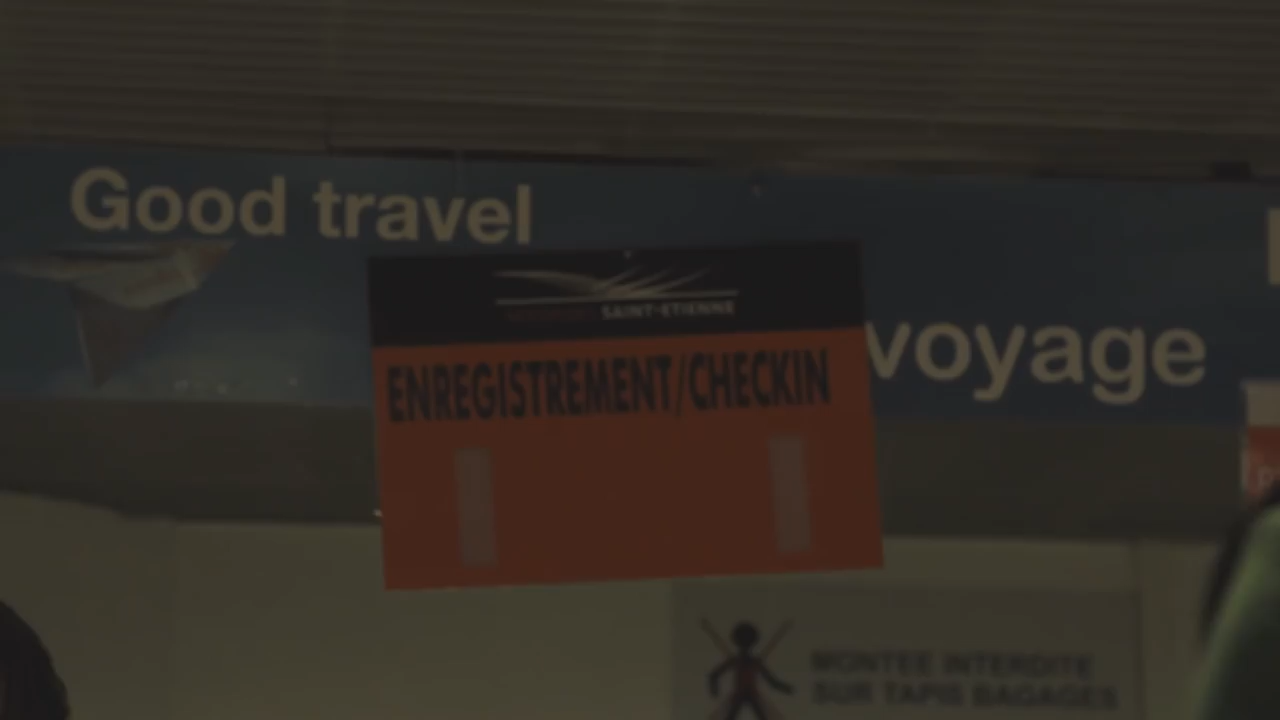 Good travel
SAINT-ETIENNE
ENREGISTREMENT/CHECKIN
voyage
MONTEE INTERDITE
SUR TAPIS BAGAGES